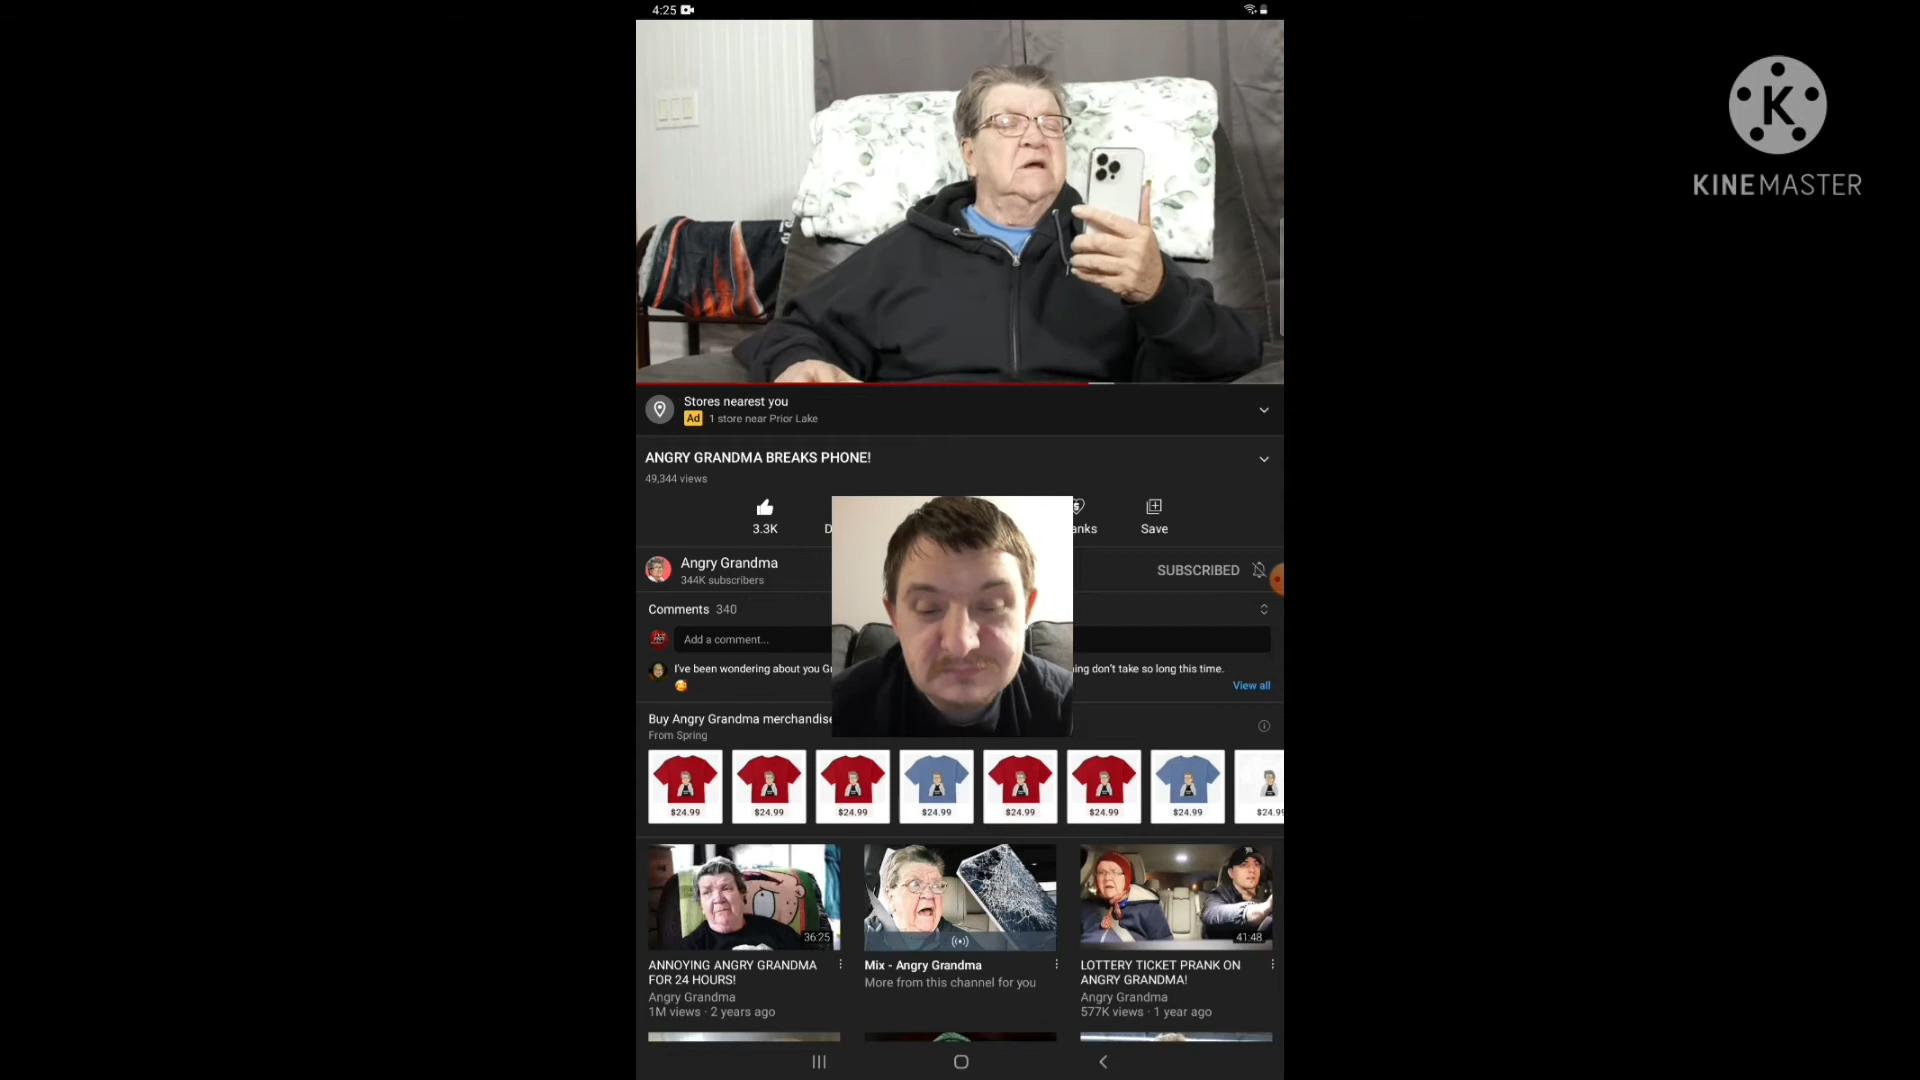 4:25
KINEMASTER
Stores nearest you
Ad 1 store near Prior Lake
ANGRY GRANDMA BREAKS PHONE!
49,344 views
3.3K
D
anks
Save
Angry Grandma
344K subscribers
SUBSCRIBED
Comments 340
Add a comment...
I've been wondering about you Gr
ing don't take so long this time.
View all
Buy Angry Grandma merchandise
From Spring
$24.99 $24.99 $24.99 $24.99 $24.99 $24.99 $24.99 $24.99
36:25
41:48
ANNOYING ANGRY GRANDMA
FOR 24 HOURS!
Angry Grandma
1M views · 2 years ago
Mix - Angry Grandma
More from this channel for you
LOTTERY TICKET PRANK ON
ANGRY GRANDMA!
Angry Grandma
577K views · 1 year ago